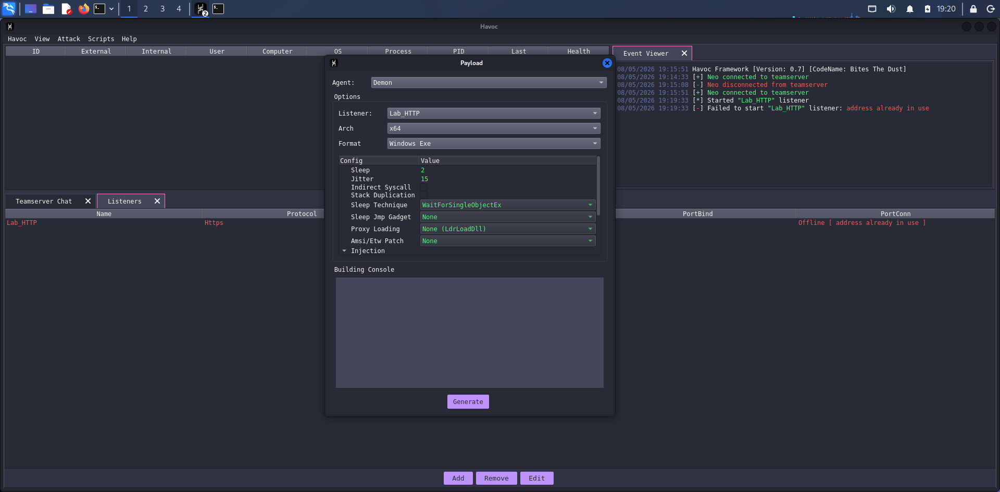 1 2 3 4 2 19:20
Havoc
Havoc View Attack Scripts Help
ID External Internal User Computer OS Process PID Last Health
Event Viewer
08/05/2026 19:15:51 Havoc Framework [Version: 0.7] [CodeName: Bites The Dust]
08/05/2026 19:14:33 [+] Neo connected to teamserver
08/05/2026 19:15:08 [-] Neo disconnected from teamserver
08/05/2026 19:15:51 [+] Neo connected to teamserver
08/05/2026 19:19:33 [*] Started "Lab_HTTP" listener
08/05/2026 19:19:33 [-] Failed to start "Lab_HTTP" listener: address already in use
Payload
Agent: Demon
Options
Listener: Lab_HTTP
Arch x64
Format Windows Exe
Config Value
Sleep 2
Jitter 15
Indirect Syscall
Stack Duplication
Sleep Technique WaitForSingleObjectEx
Sleep Jmp Gadget None
Proxy Loading None (LdrLoadDll)
Amsi/Etw Patch None
Injection
Building Console
Generate
Teamserver Chat Listeners
Name Protocol PortBind PortConn
Lab_HTTP Https Offline [ address already in use ]
Add Remove Edit